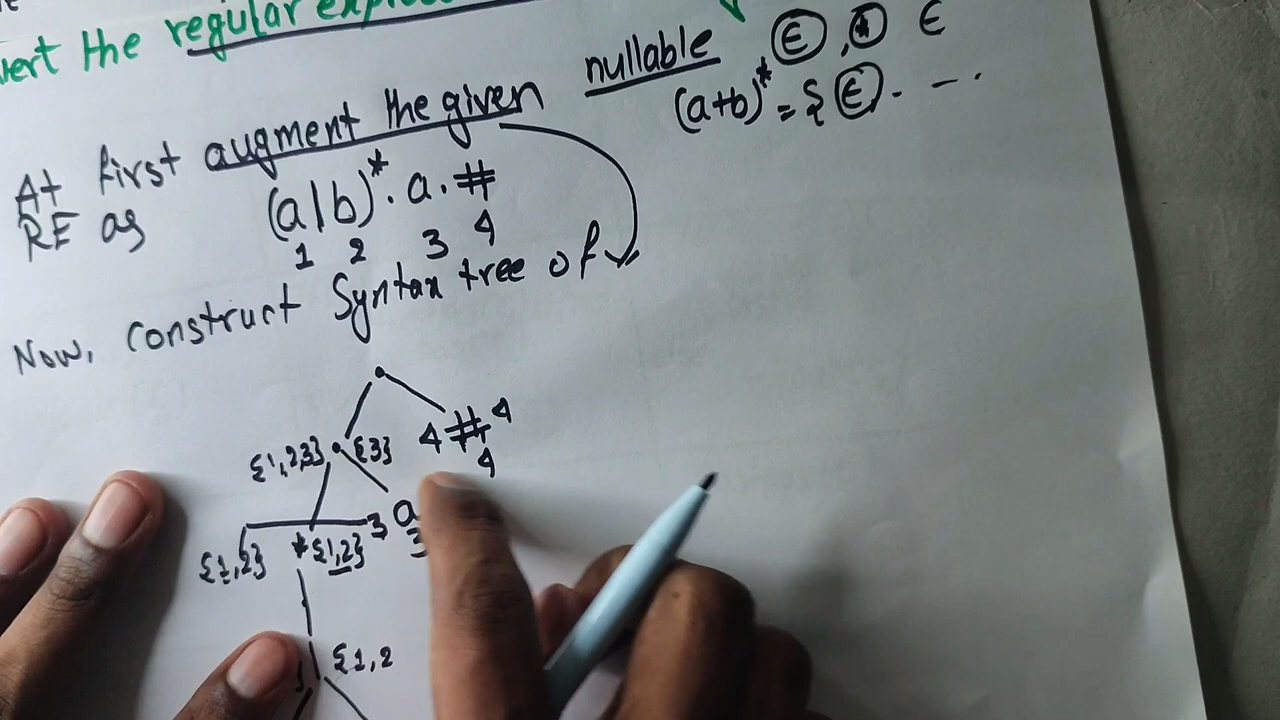 vert the regular
nullable ∈, *, ∈
(a+b)* = { ∈ . - - .
At first augment the given
RE as (a|b)*.a.#
1 2 3 4
Now, construct Syntax tree of
{1,2,3} {3} 4 # 4
4
3 a
{1,2} * {1,2}
{1,2